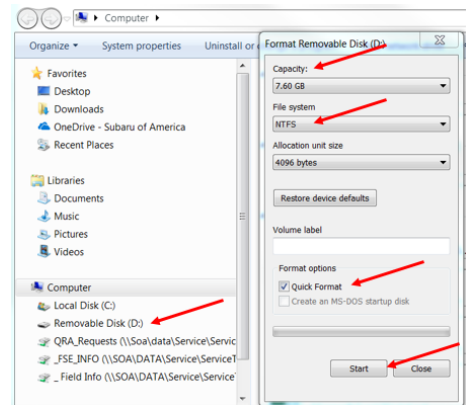 Computer
Organize
System properties
Uninstall or
Favorites
Desktop
Downloads
OneDrive - Subaru of America
Recent Places
Libraries
Documents
Music
Pictures
Videos
Computer
Local Disk (C:)
Removable Disk (D:)
QRA_Requests (\\Soa\data\Service\Servic
_FSE_INFO (\\SOA\DATA\Service\ServiceT
_ Field Info (\\SOA\DATA\Service\Service
Format Removable Disk (D:)
Capacity:
7.60 GB
File system
NTFS
Allocation unit size
4096 bytes
Restore device defaults
Volume label
Format options
Quick Format
Create an MS-DOS startup disk
Start
Close